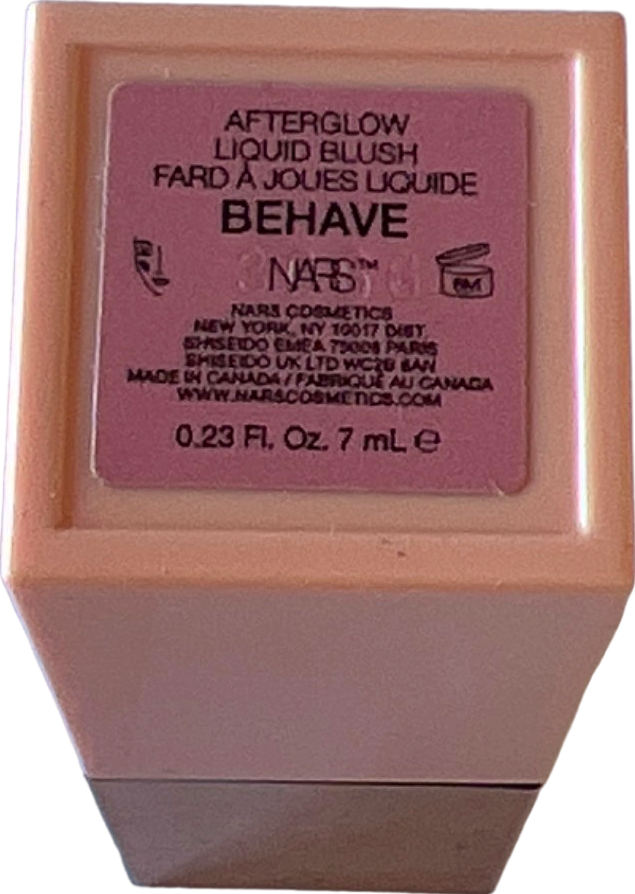 AFTERGLOW
LIQUID BLUSH
FARD À JOUES LIQUIDE
BEHAVE
NARS™
6M
NARS COSMETICS
NEW YORK, NY 10017 DIST.
SHISEIDO EMEA 75008 PARIS
SHISEIDO UK LTD WC2B 6AN
MADE IN CANADA / FABRIQUÉ AU CANADA
WWW.NARSCOSMETICS.COM
0.23 Fl. Oz. 7 mL ℮